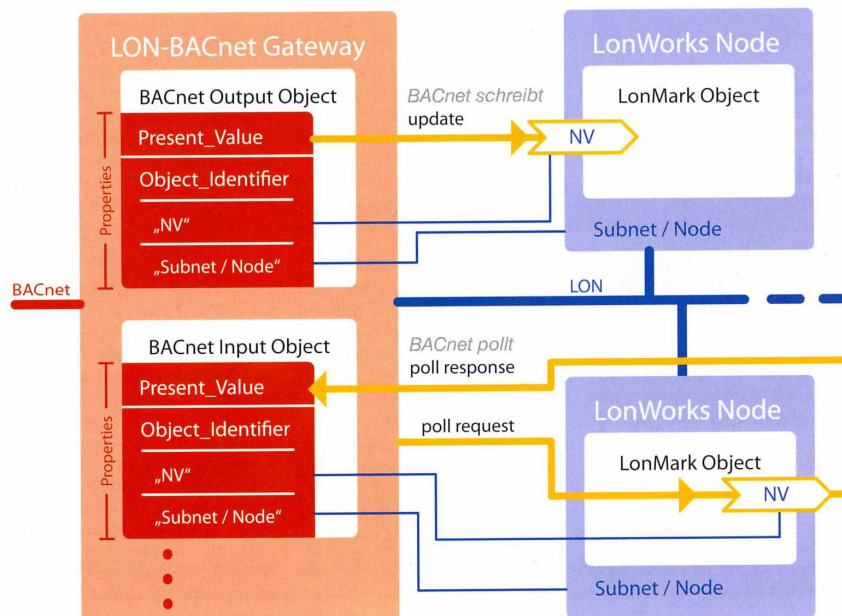 LON-BACnet Gateway
BACnet Output Object
Properties
Present_Value
Object_Identifier
„NV“
„Subnet / Node“
BACnet schreibt
update
LonWorks Node
LonMark Object
NV
Subnet / Node
BACnet
LON
BACnet Input Object
Properties
Present_Value
Object_Identifier
„NV“
„Subnet / Node“
BACnet pollt
poll response
poll request
LonWorks Node
LonMark Object
NV
Subnet / Node